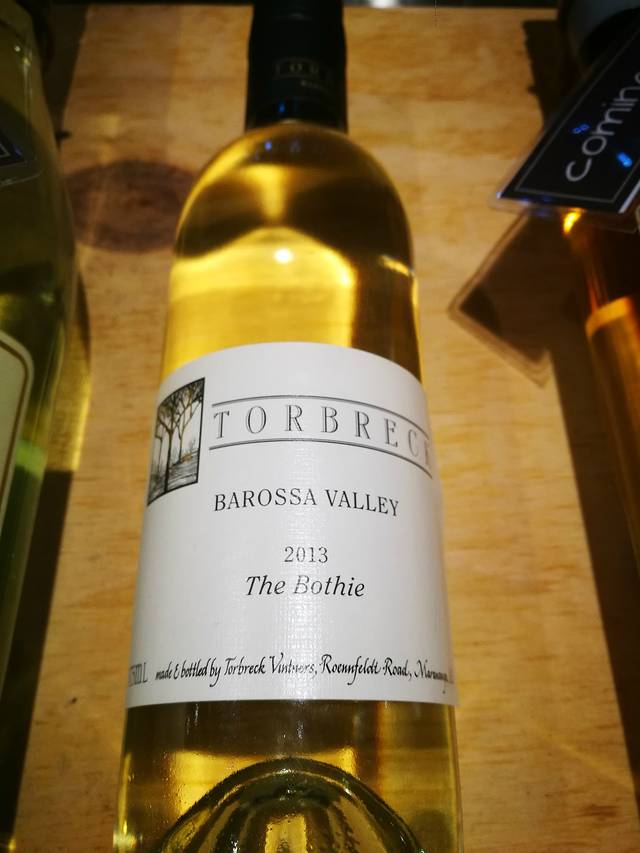 TORBRECK
BAROSSA VALLEY
2013
The Bothie
made & bottled by Torbreck Vintners, Roennfeldt Road,